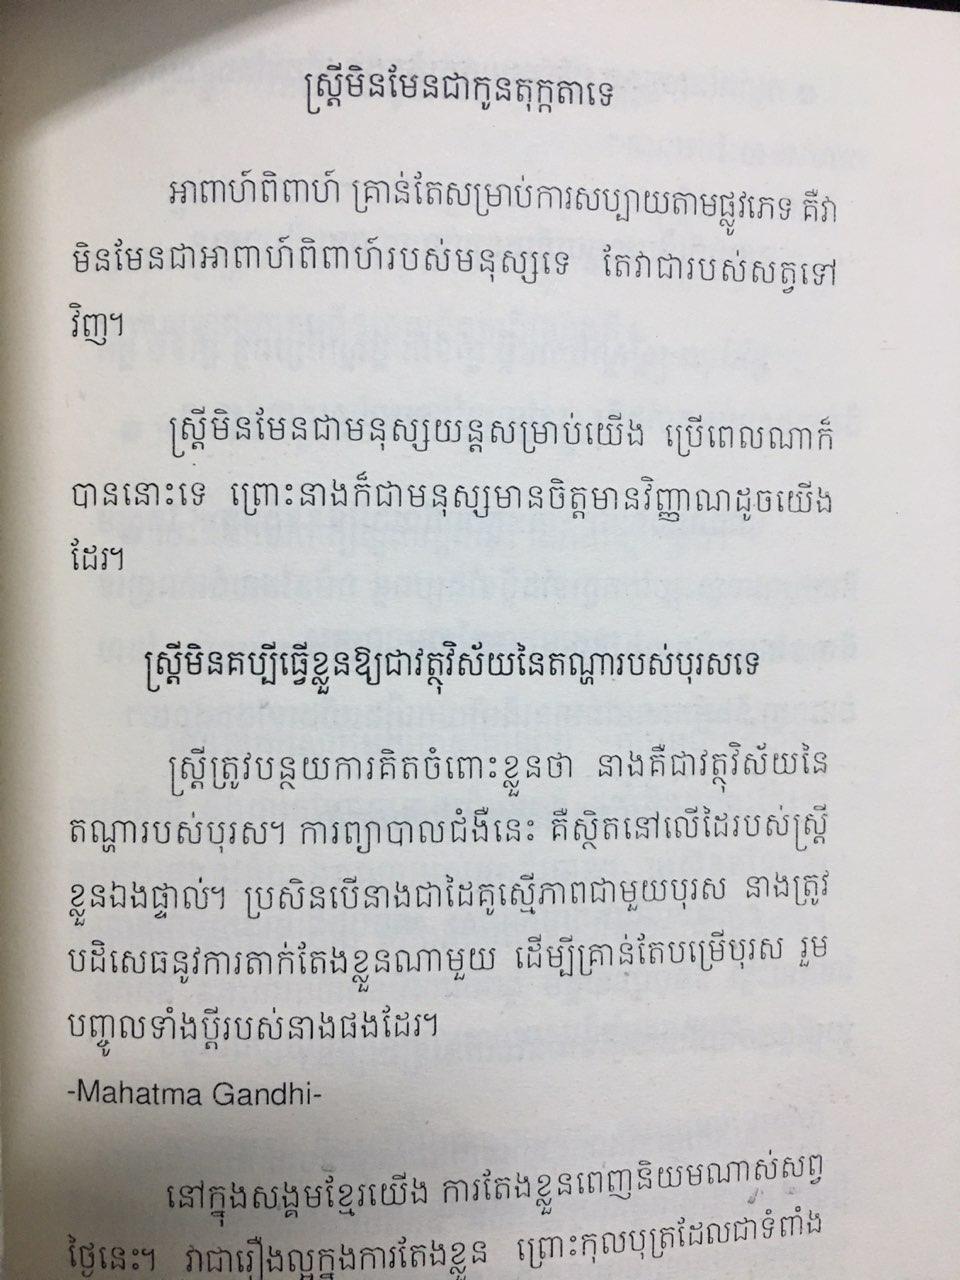 ស្ត្រីមិនមែនជាកូនតុក្កតាទេ
អាពាហ៍ពិពាហ៍ គ្រាន់តែសម្រាប់ការសប្បាយតាមផ្លូវភេទ គឺវា
មិនមែនជាអាពាហ៍ពិពាហ៍របស់មនុស្សទេ តែវាជារបស់សត្វទៅ
វិញ។
ស្ត្រីមិនមែនជាមនុស្សយន្តសម្រាប់យើង ប្រើពេលណាក៏
បាននោះទេ ព្រោះនាងក៏ជាមនុស្សមានចិត្តមានវិញ្ញាណដូចយើង
ដែរ។
ស្ត្រីមិនគប្បីធ្វើខ្លួនឱ្យជាវត្ថុវិស័យនៃតណ្ហារបស់បុរសទេ
ស្ត្រីត្រូវបន្ថយការគិតចំពោះខ្លួនថា នាងគឺជាវត្ថុវិស័យនៃ
តណ្ហារបស់បុរស។ ការព្យាបាលជំងឺនេះ គឺស្ថិតនៅលើដៃរបស់ស្ត្រី
ខ្លួនឯងផ្ទាល់។ ប្រសិនបើនាងជាដៃគូស្មើភាពជាមួយបុរស នាងត្រូវ
បដិសេធនូវការតាក់តែងខ្លួនណាមួយ ដើម្បីគ្រាន់តែបម្រើបុរស រួម
បញ្ចូលទាំងប្ដីរបស់នាងផងដែរ។
-Mahatma Gandhi-
នៅក្នុងសង្គមខ្មែរយើង ការតែងខ្លួនពេញនិយមណាស់សព្វ
ថ្ងៃនេះ។ វាជារឿងល្អក្នុងការតែងខ្លួន ព្រោះកុលបុត្រដែលជាទំពាំង